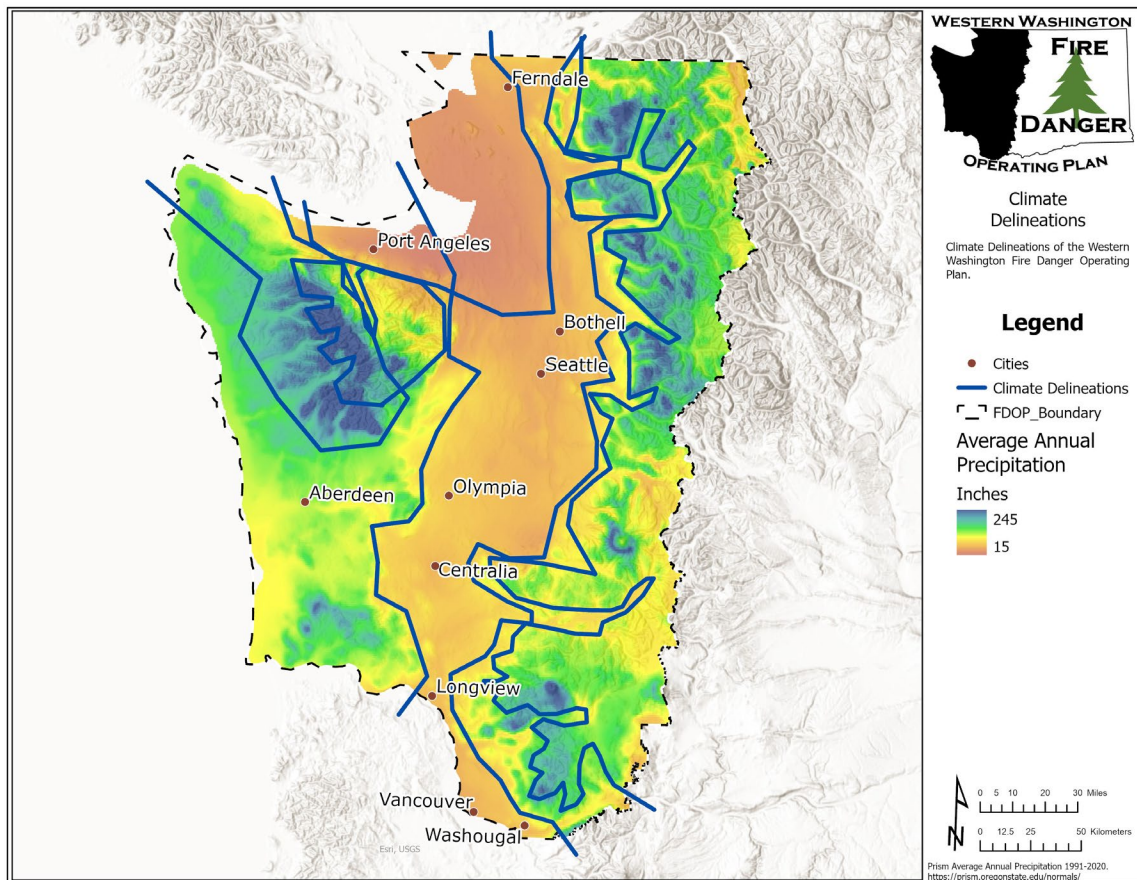 Ferndale
Port Angeles
Bothell
Seattle
Aberdeen
Olympia
Centralia
Longview
Vancouver
Washougal
Esri, USGS
WESTERN WASHINGTON
FIRE
DANGER
OPERATING PLAN
Climate
Delineations
Climate Delineations of the Western
Washington Fire Danger Operating
Plan.
Legend
Cities
Climate Delineations
FDOP_Boundary
Average Annual
Precipitation
Inches
245
15
N
0 5 10 20 30 Miles
0 12.5 25 50 Kilometers
Prism Average Annual Precipitation 1991-2020.
https://prism.oregonstate.edu/normals/